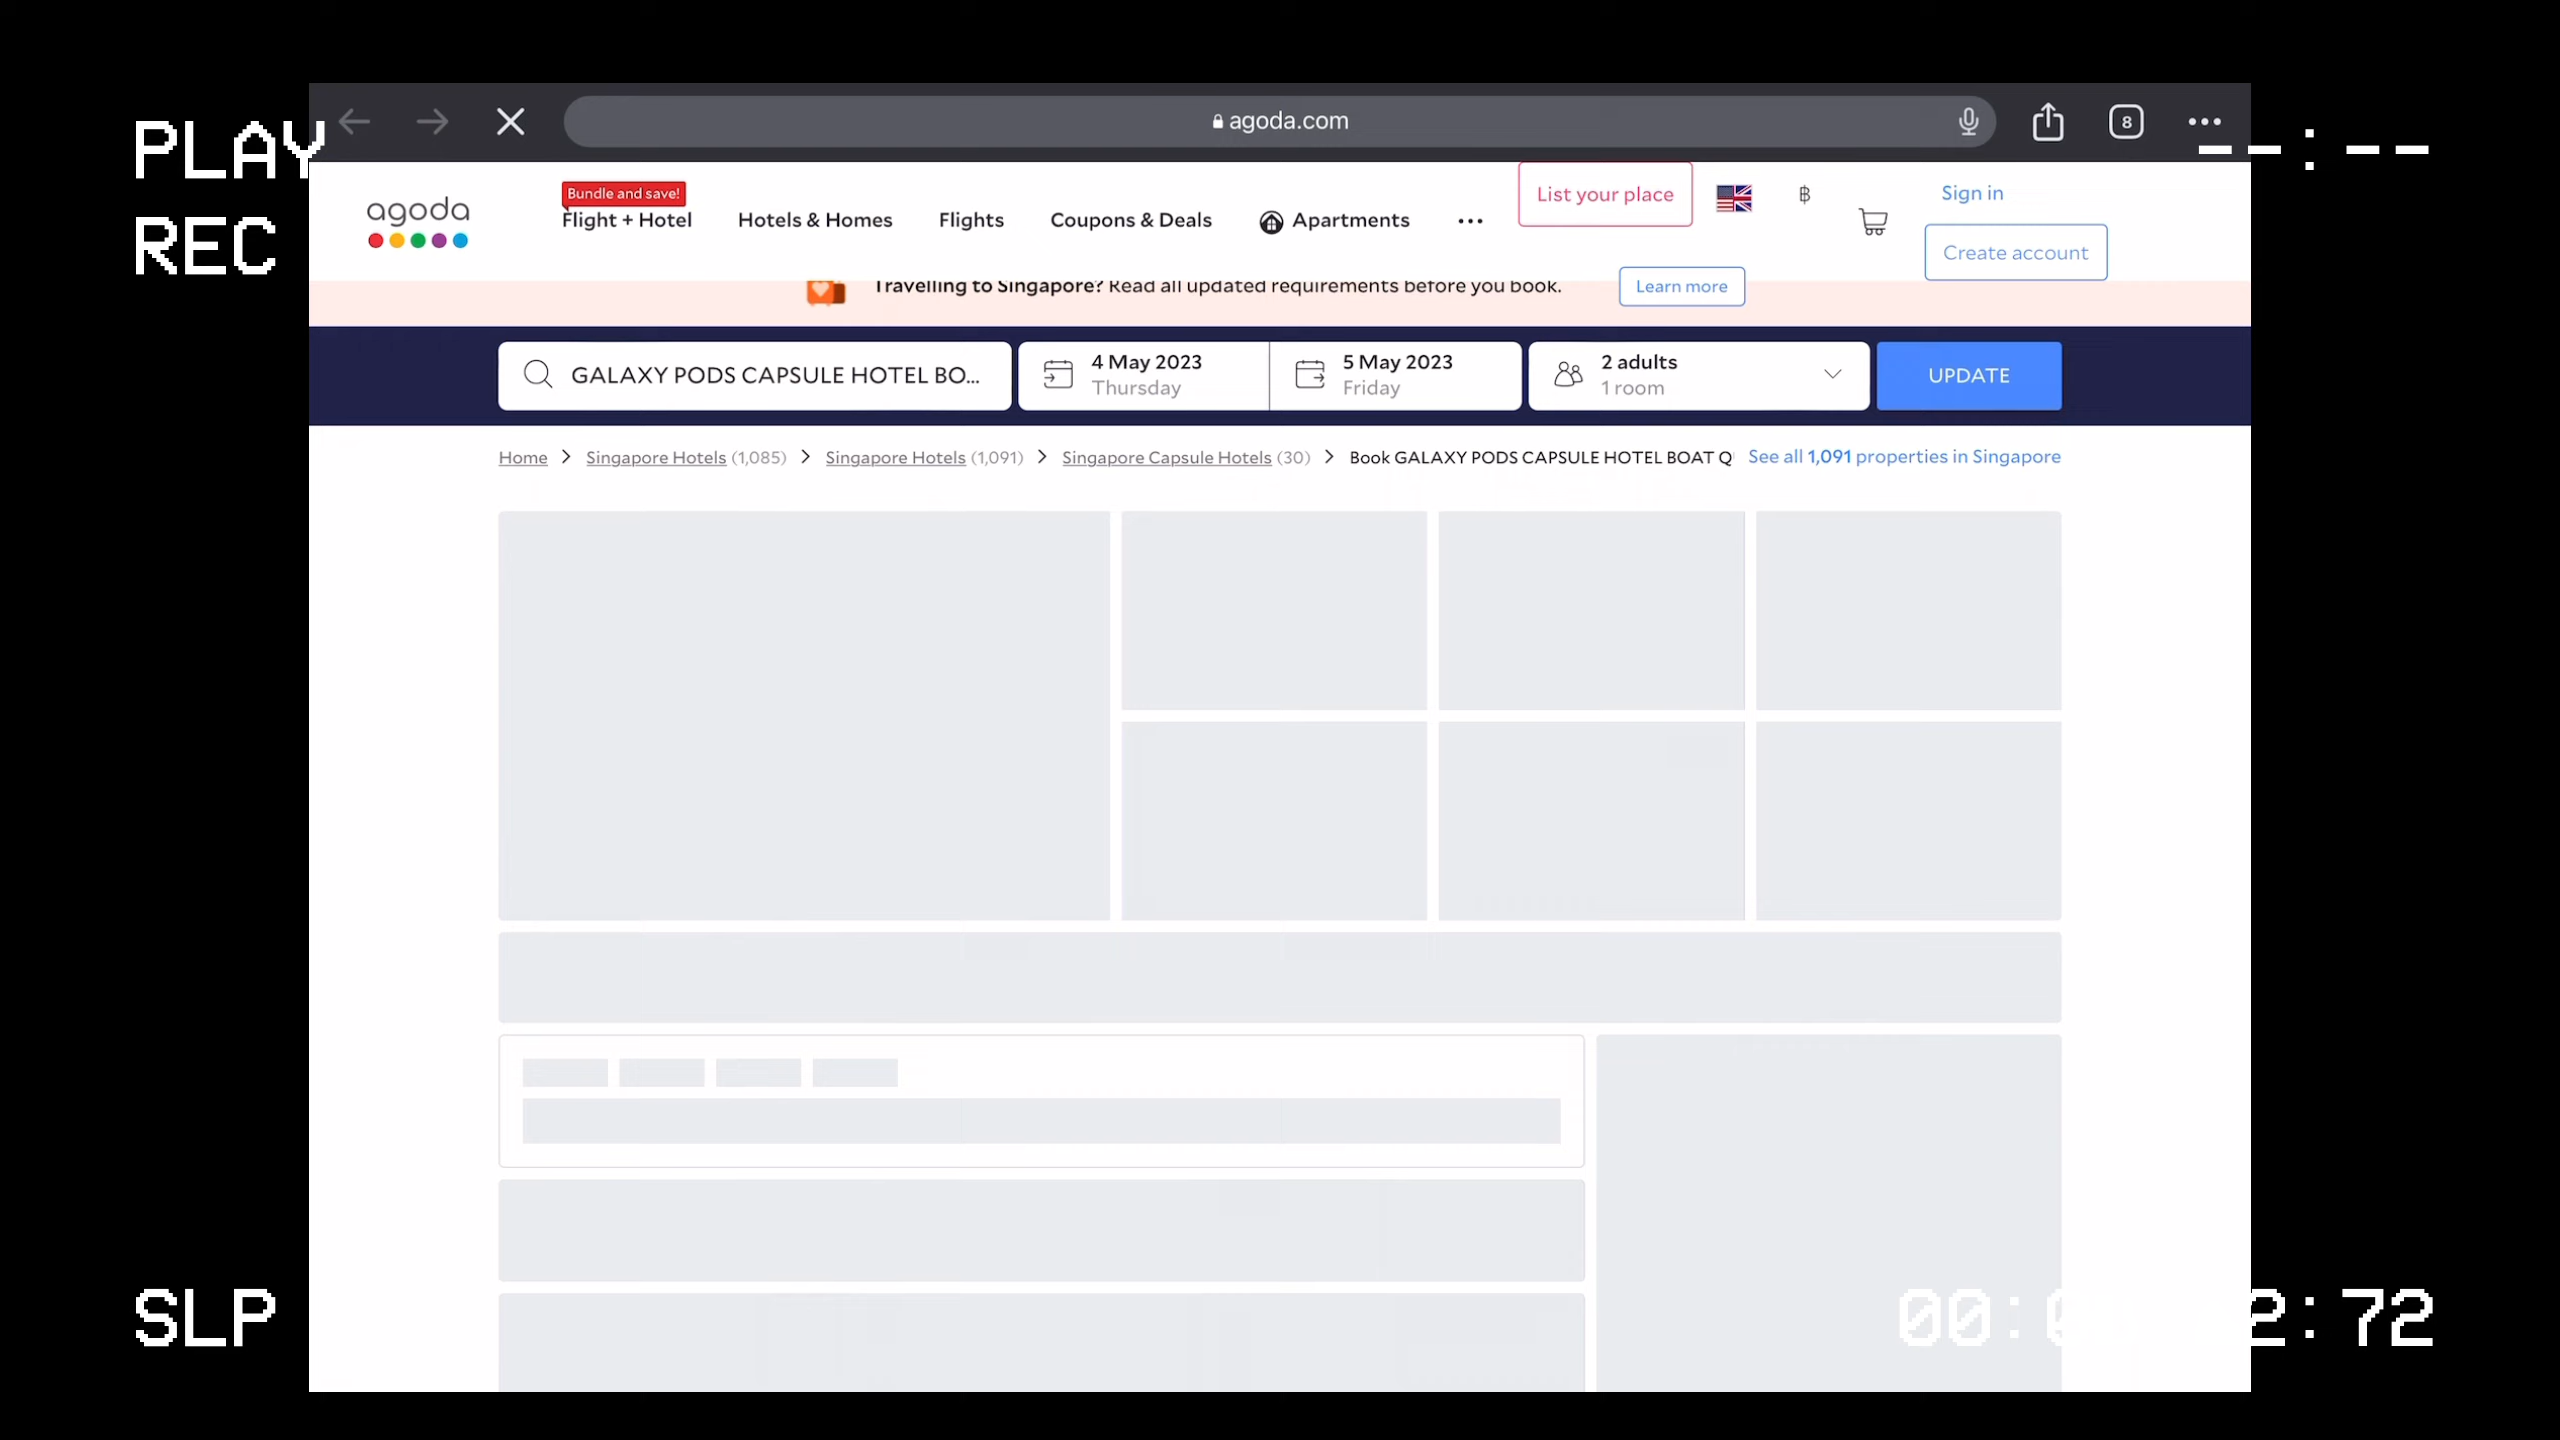 PLAY
REC
--:--
agoda.com
8
agoda
Bundle and save!
Flight + Hotel
Hotels & Homes
Flights
Coupons & Deals
Apartments
List your place
฿
Sign in
Create account
Travelling to Singapore? Read all updated requirements before you book.
Learn more
GALAXY PODS CAPSULE HOTEL BO...
4 May 2023
Thursday
5 May 2023
Friday
2 adults
1 room
UPDATE
Home
Singapore Hotels (1,085)
Singapore Hotels (1,091)
Singapore Capsule Hotels (30)
Book GALAXY PODS CAPSULE HOTEL BOAT Q
See all 1,091 properties in Singapore
SLP